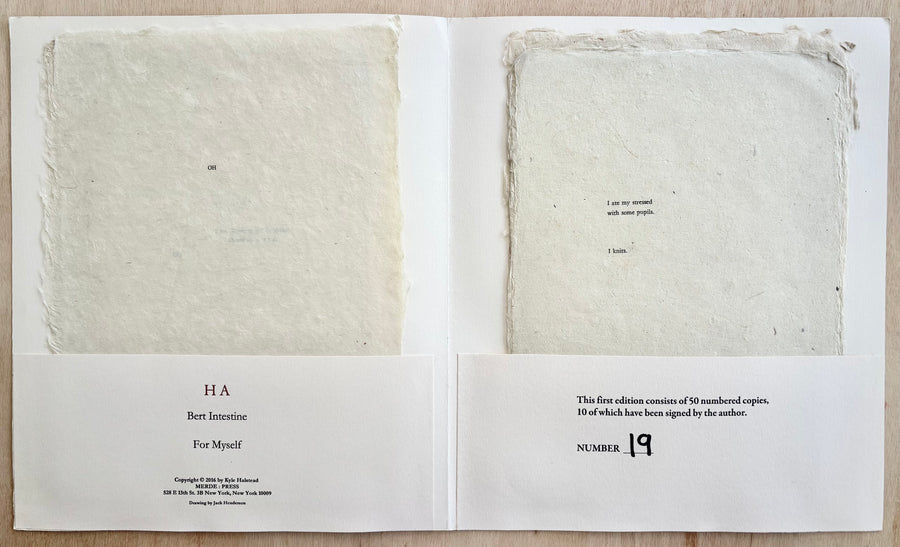 OH
I ate my stressed
with some pupils.
I knits.
HA
Bert Intestine
For Myself
Copyright © 2016 by Kyle Halstead
MERDE : PRESS
528 E 13th St. 3B New York, New York 10009
Drawing by Jack Henderson
This first edition consists of 50 numbered copies,
10 of which have been signed by the author.
NUMBER 19